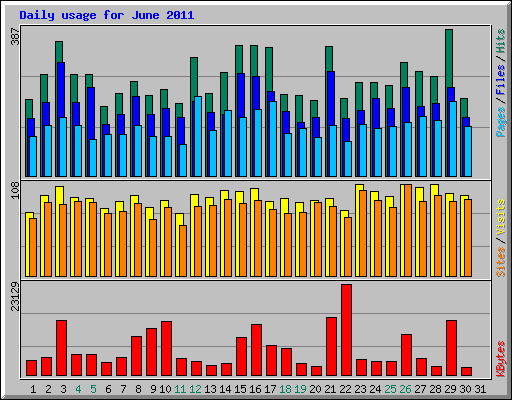 Daily usage for June 2011
387
Pages / Files / Hits
108
Sites / Visits
23129
KBytes
1 2 3 4 5 6 7 8 9 10 11 12 13 14 15 16 17 18 19 20 21 22 23 24 25 26 27 28 29 30 31